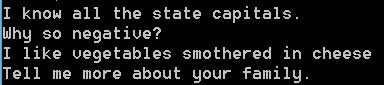 I know all the state capitals.
Why so negative?
I like vegetables smothered in cheese
Tell me more about your family.